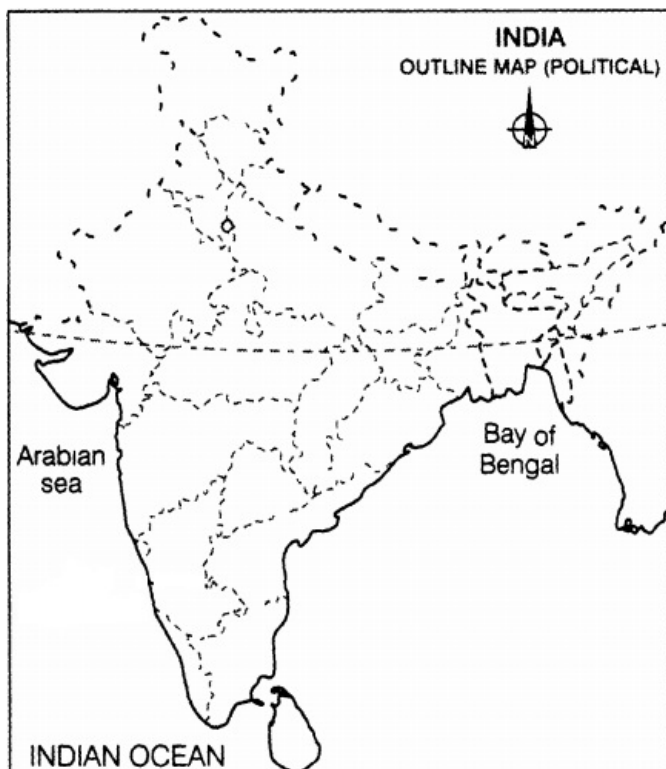 INDIA
OUTLINE MAP (POLITICAL)
N
Arabian
sea
Bay of
Bengal
INDIAN OCEAN